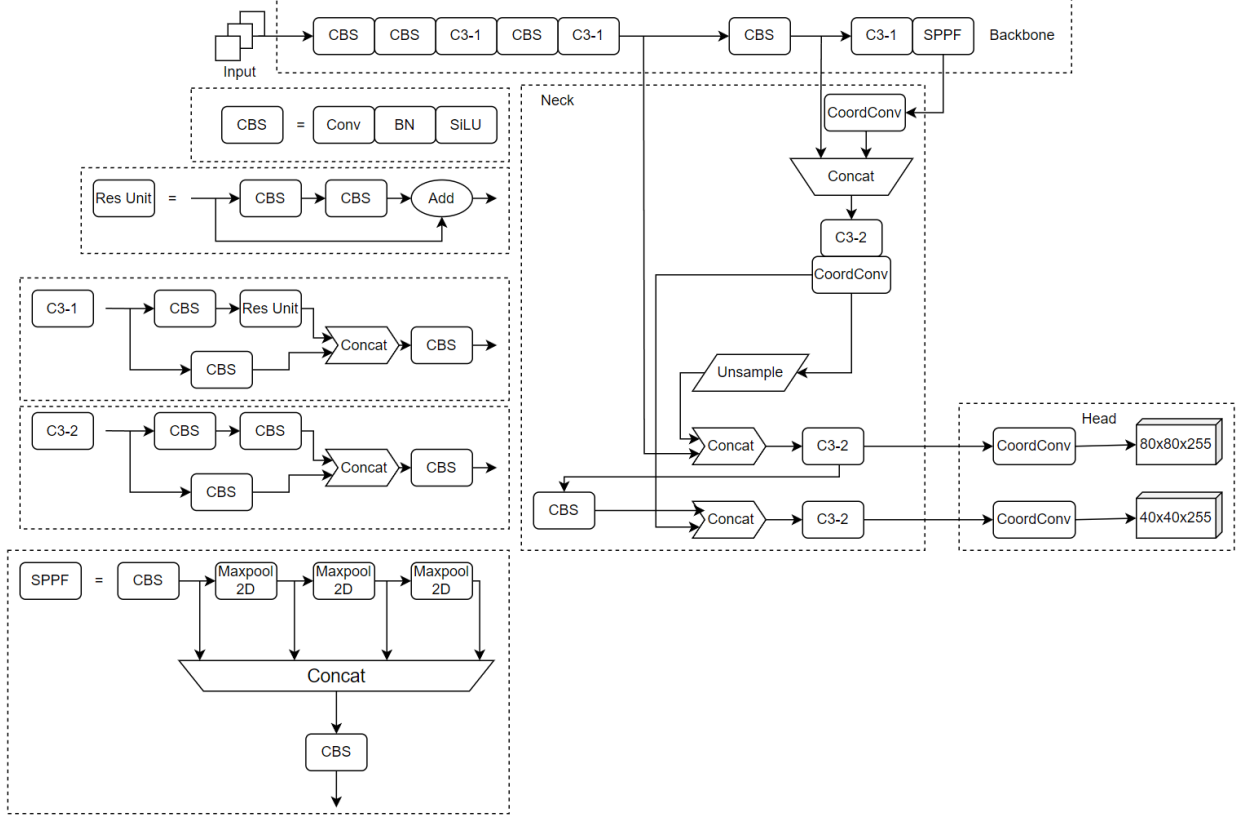 Input
CBS CBS C3-1 CBS C3-1 CBS C3-1 SPPF Backbone
CBS = Conv BN SiLU
Res Unit = CBS CBS Add
C3-1 CBS Res Unit
CBS
Concat CBS
C3-2 CBS CBS
CBS
Concat CBS
SPPF = CBS Maxpool 2D Maxpool 2D Maxpool 2D
Concat
CBS
Neck
CoordConv
Concat
C3-2
CoordConv
Unsample
Concat C3-2
CBS
Concat C3-2
Head
CoordConv 80x80x255
CoordConv 40x40x255